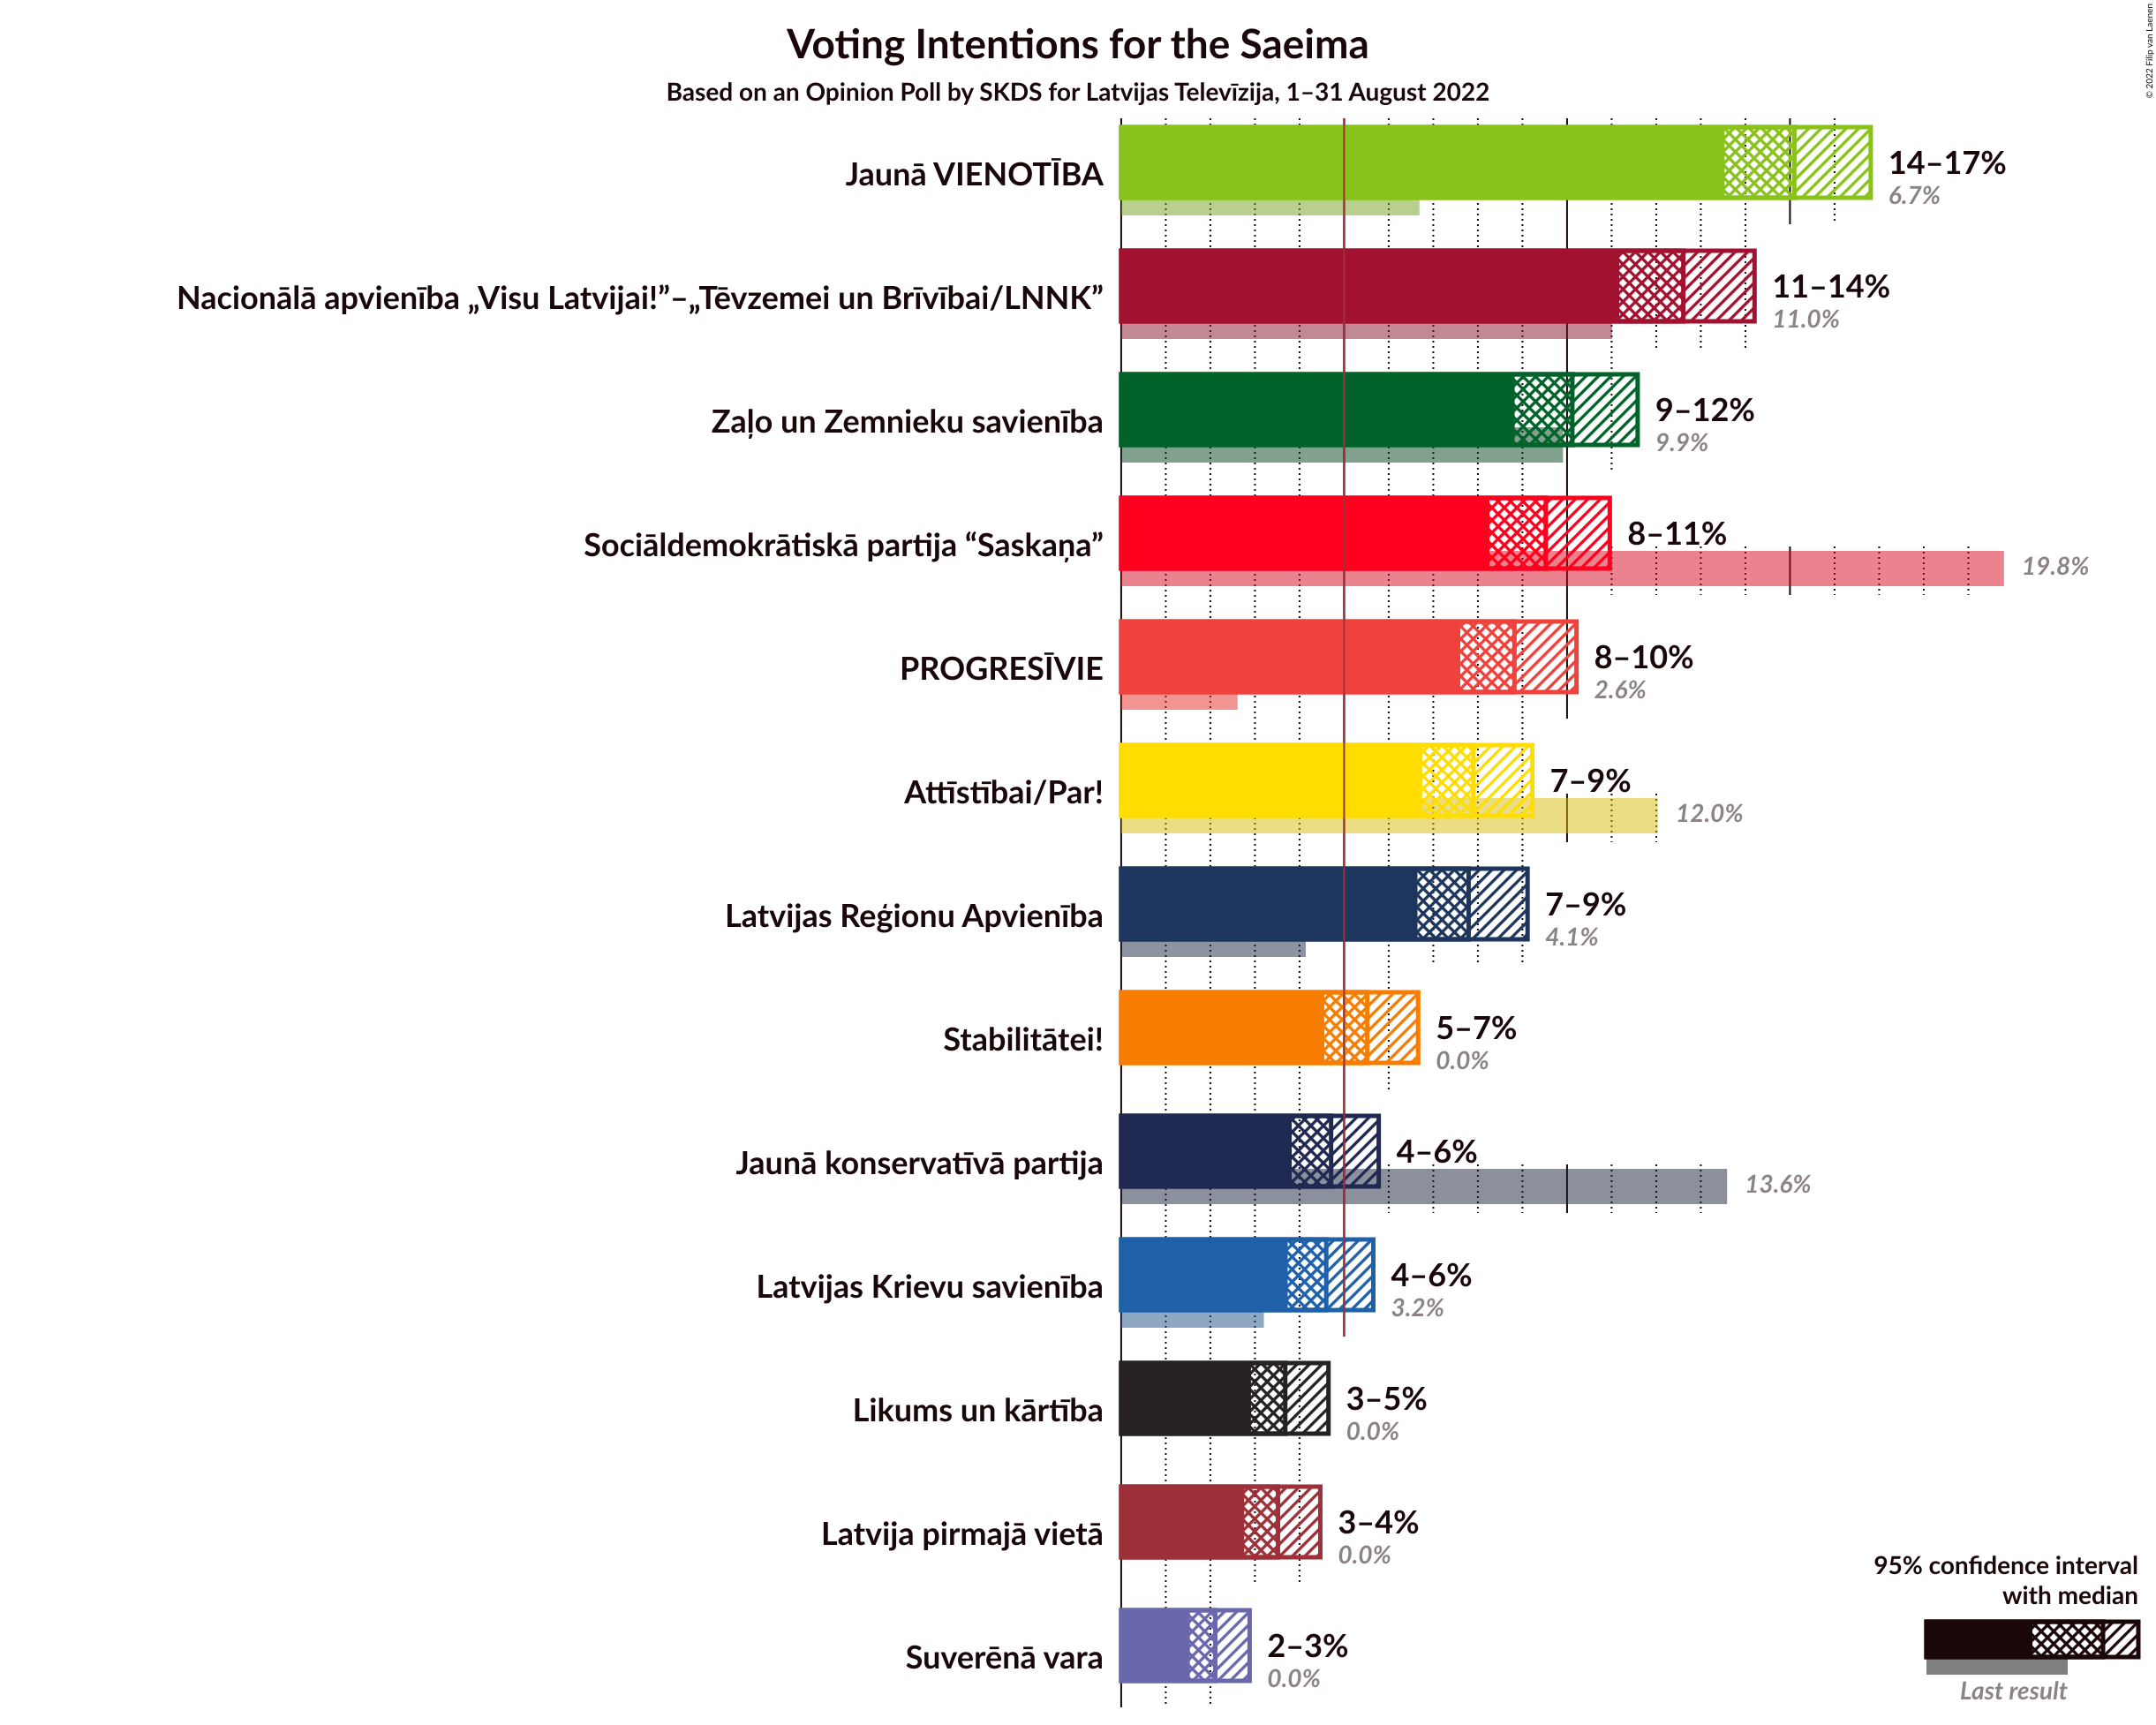 Voting Intentions for the Saeima
Based on an Opinion Poll by SKDS for Latvijas Televīzija, 1–31 August 2022
© 2022 Filip van Laenen
Jaunā VIENOTĪBA
14–17%
6.7%
Nacionālā apvienība „Visu Latvijai!”–„Tēvzemei un Brīvībai/LNNK”
11–14%
11.0%
Zaļo un Zemnieku savienība
9–12%
9.9%
Sociāldemokrātiskā partija “Saskaņa”
8–11%
19.8%
PROGRESĪVIE
8–10%
2.6%
Attīstībai/Par!
7–9%
12.0%
Latvijas Reģionu Apvienība
7–9%
4.1%
Stabilitātei!
5–7%
0.0%
Jaunā konservatīvā partija
4–6%
13.6%
Latvijas Krievu savienība
4–6%
3.2%
Likums un kārtība
3–5%
0.0%
Latvija pirmajā vietā
3–4%
0.0%
Suverēnā vara
2–3%
0.0%
95% confidence interval
with median
Last result